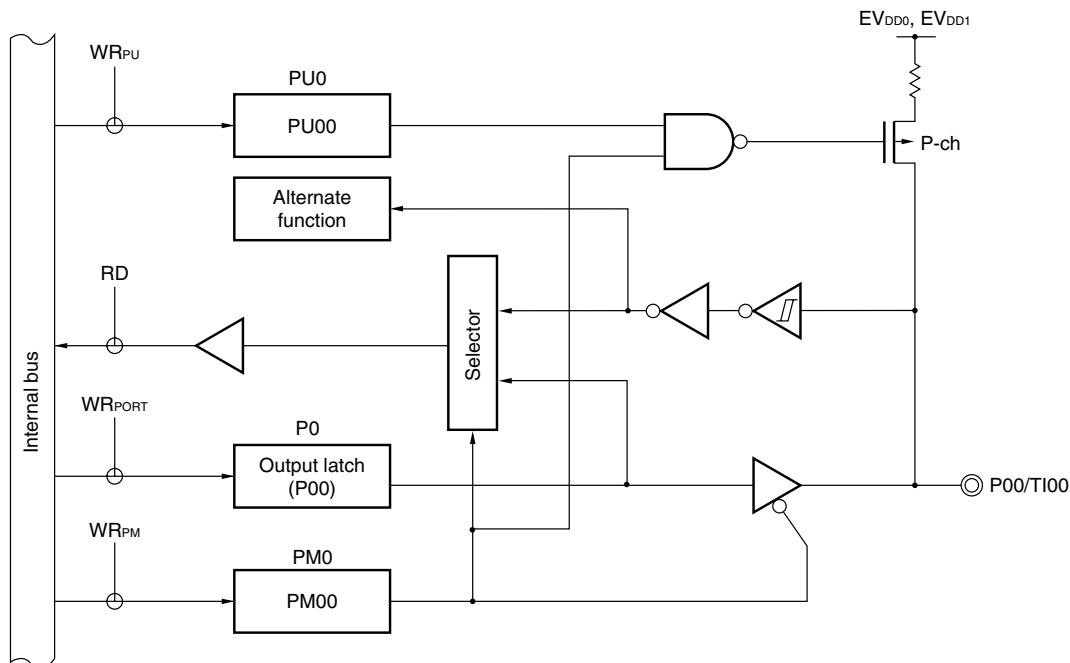 EVDD0, EVDD1
WRPU
PU0
PU00
P-ch
Alternate
function
RD
Selector
Internal bus
WRPORT
P0
Output latch
(P00)
P00/TI00
WRPM
PM0
PM00